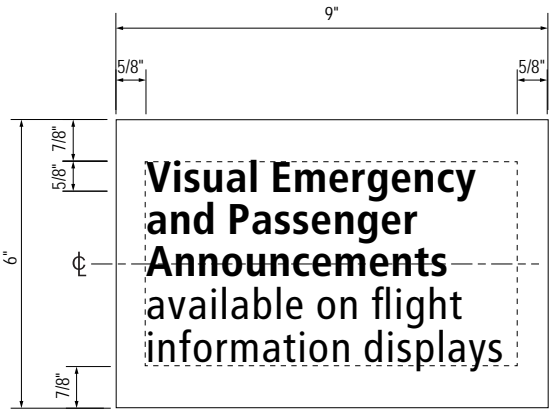 9"
5/8" 5/8"
7/8"
5/8"
6"
7/8"
℄
Visual Emergency
and Passenger
Announcements
available on flight
information displays